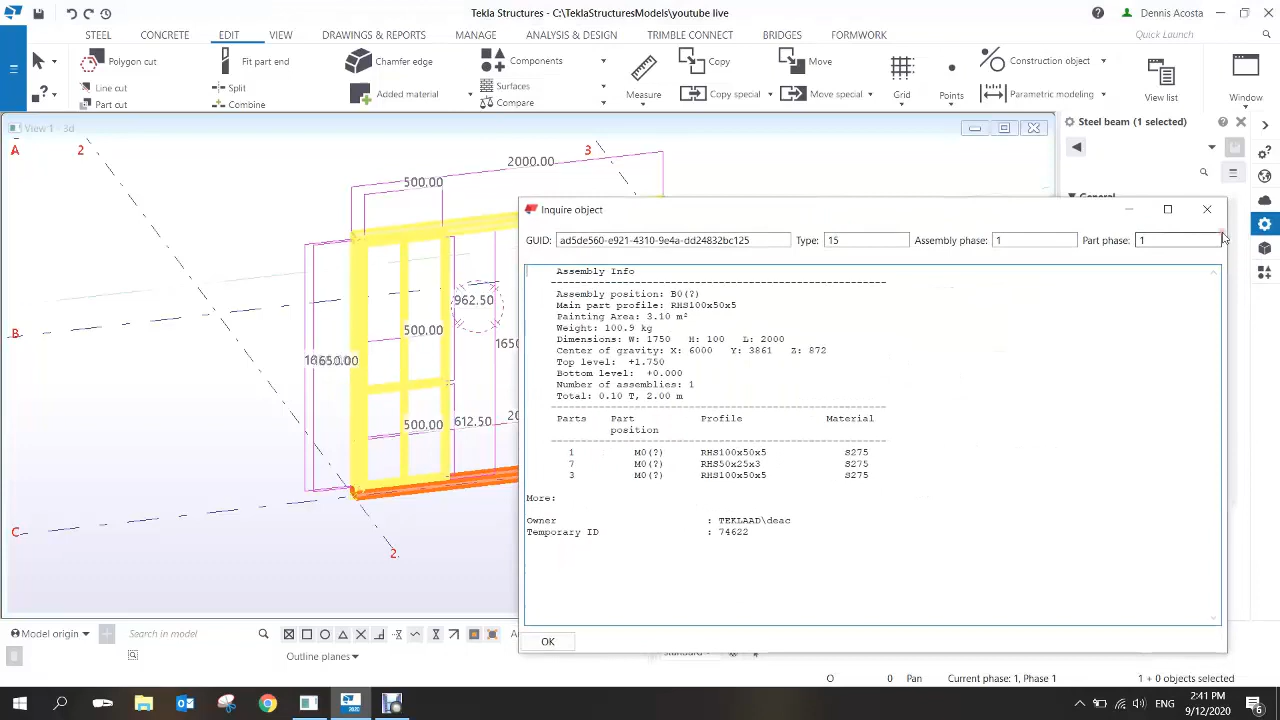 Tekla Structures - C:\TeklaStructuresModels\youtube live
Dennis Acosta
STEEL CONCRETE EDIT VIEW DRAWINGS & REPORTS MANAGE ANALYSIS & DESIGN TRIMBLE CONNECT BRIDGES FORMWORK
Quick Launch
Polygon cut Fit part end Chamfer edge Components Copy Move Construction object
Line cut Split Added material Surfaces Copy special Move special Parametric modeling
Part cut Combine Compare Measure Grid Points View list Window
View 1 - 3d
Steel beam (1 selected)
General
A 2 3
2000.00
500.00
962.50
B
500.00
1650.00
500.00
612.50
C
2
Inquire object
GUID: ad5de560-e921-4310-9e4a-dd24832bc125 Type: 15 Assembly phase: 1 Part phase: 1
Assembly Info
Assembly position: B0(?)
Main part profile: RHS100x50x5
Painting Area: 3.10 m²
Weight: 100.9 kg
Dimensions: W: 1750 H: 100 L: 2000
Center of gravity: X: 6000 Y: 3861 Z: 872
Top level: +1.750
Bottom level: +0.000
Number of assemblies: 1
Total: 0.10 T, 2.00 m
Parts Part Profile Material
position
1 M0(?) RHS100x50x5 S275
7 M0(?) RHS50x25x3 S275
3 M0(?) RHS100x50x5 S275
More:
Owner : TEKLAAD\deac
Temporary ID : 74622
OK
Model origin Search in model
Outline planes
O 0 Pan Current phase: 1, Phase 1 1 + 0 objects selected
2020
ENG
2:41 PM
9/12/2020
6